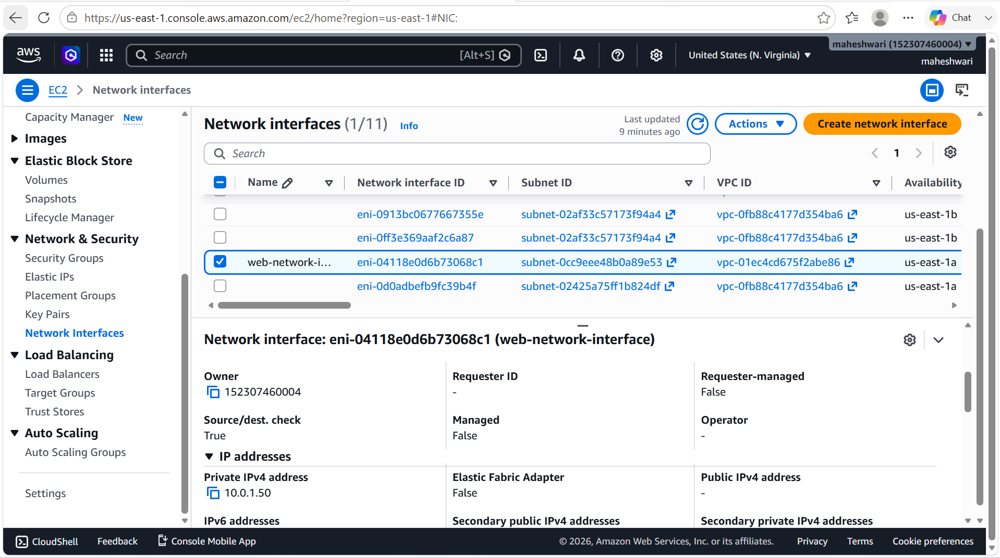 https://us-east-1.console.aws.amazon.com/ec2/home?region=us-east-1#NIC:
Chat
aws
Search
[Alt+S]
United States (N. Virginia)
maheshwari (152307460004)
maheshwari
EC2
Network interfaces
Capacity Manager New
Images
Elastic Block Store
Volumes
Snapshots
Lifecycle Manager
Network & Security
Security Groups
Elastic IPs
Placement Groups
Key Pairs
Network Interfaces
Load Balancing
Load Balancers
Target Groups
Trust Stores
Auto Scaling
Auto Scaling Groups
Settings
Network interfaces (1/11) Info
Last updated
9 minutes ago
Actions
Create network interface
Search
1
Name Network interface ID Subnet ID VPC ID Availability
eni-0913bc0677667355e subnet-02af33c57173f94a4 vpc-0fb88c4177d354ba6 us-east-1b
eni-0ff3e369aaf2c6a87 subnet-02af33c57173f94a4 vpc-0fb88c4177d354ba6 us-east-1b
web-network-i... eni-04118e0d6b73068c1 subnet-0cc9eee48b0a89e53 vpc-01ec4cd675f2abe86 us-east-1a
eni-0d0adbefb9fc39b4f subnet-02425a75ff1b824df vpc-0fb88c4177d354ba6 us-east-1a
Network interface: eni-04118e0d6b73068c1 (web-network-interface)
Owner
152307460004
Requester ID
-
Requester-managed
False
Source/dest. check
True
Managed
False
Operator
-
IP addresses
Private IPv4 address
10.0.1.50
Elastic Fabric Adapter
False
Public IPv4 address
-
IPv6 addresses
Secondary public IPv4 addresses
Secondary private IPv4 addresses
CloudShell Feedback Console Mobile App © 2026, Amazon Web Services, Inc. or its affiliates. Privacy Terms Cookie preferences